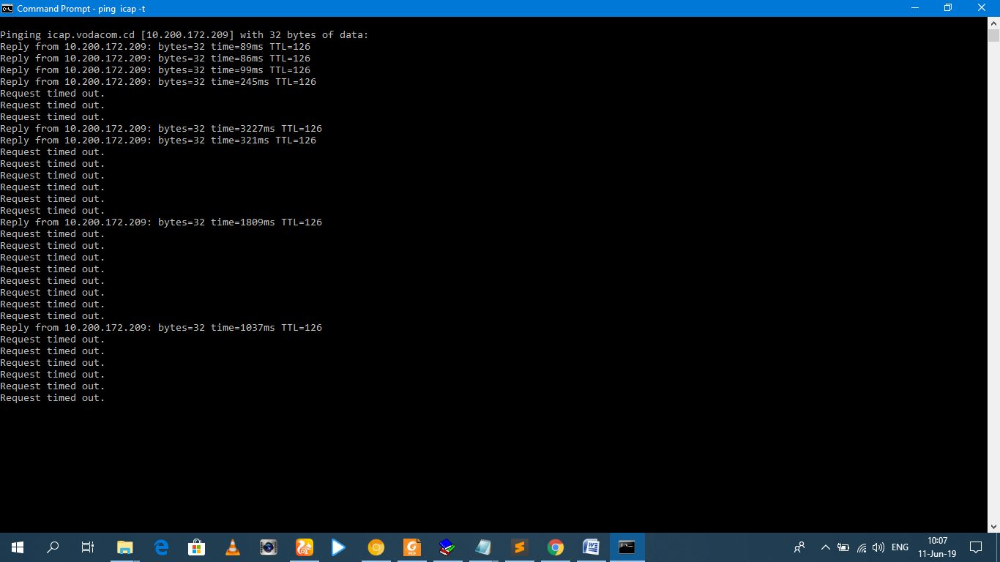 Command Prompt - ping  icap -t
Pinging icap.vodacom.cd [10.200.172.209] with 32 bytes of data:
Reply from 10.200.172.209: bytes=32 time=89ms TTL=126
Reply from 10.200.172.209: bytes=32 time=86ms TTL=126
Reply from 10.200.172.209: bytes=32 time=99ms TTL=126
Reply from 10.200.172.209: bytes=32 time=245ms TTL=126
Request timed out.
Request timed out.
Request timed out.
Reply from 10.200.172.209: bytes=32 time=3227ms TTL=126
Reply from 10.200.172.209: bytes=32 time=321ms TTL=126
Request timed out.
Request timed out.
Request timed out.
Request timed out.
Request timed out.
Request timed out.
Reply from 10.200.172.209: bytes=32 time=1809ms TTL=126
Request timed out.
Request timed out.
Request timed out.
Request timed out.
Request timed out.
Request timed out.
Request timed out.
Request timed out.
Reply from 10.200.172.209: bytes=32 time=1037ms TTL=126
Request timed out.
Request timed out.
Request timed out.
Request timed out.
Request timed out.
Request timed out.
ENG
10:07
11-Jun-19